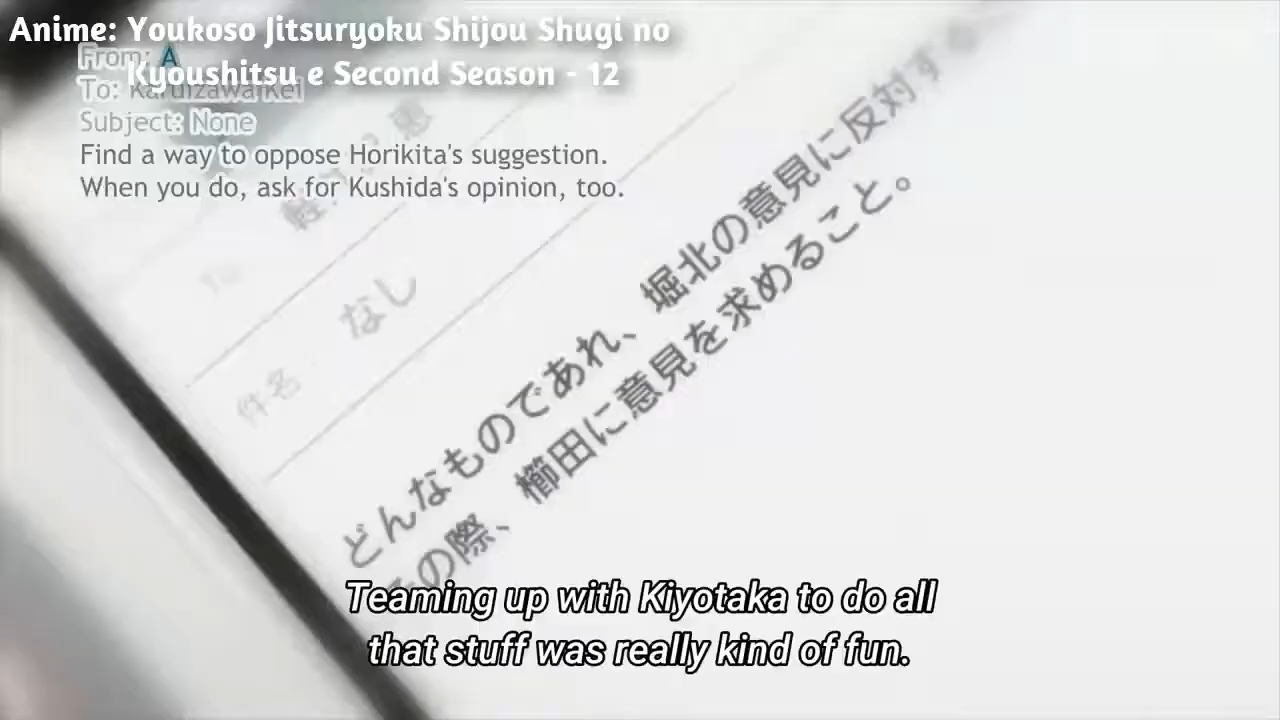 Anime: Youkoso Jitsuryoku Shijou Shugi no
Kyoushitsu e Second Season - 12
From: A
To: Karuizawa Kei
Subject: None
Find a way to oppose Horikita's suggestion.
When you do, ask for Kushida's opinion, too.
To
件名 なし
どんなものであれ、堀北の意見に反対す
の際、櫛田に意見を求めること。
Teaming up with Kiyotaka to do all
that stuff was really kind of fun.